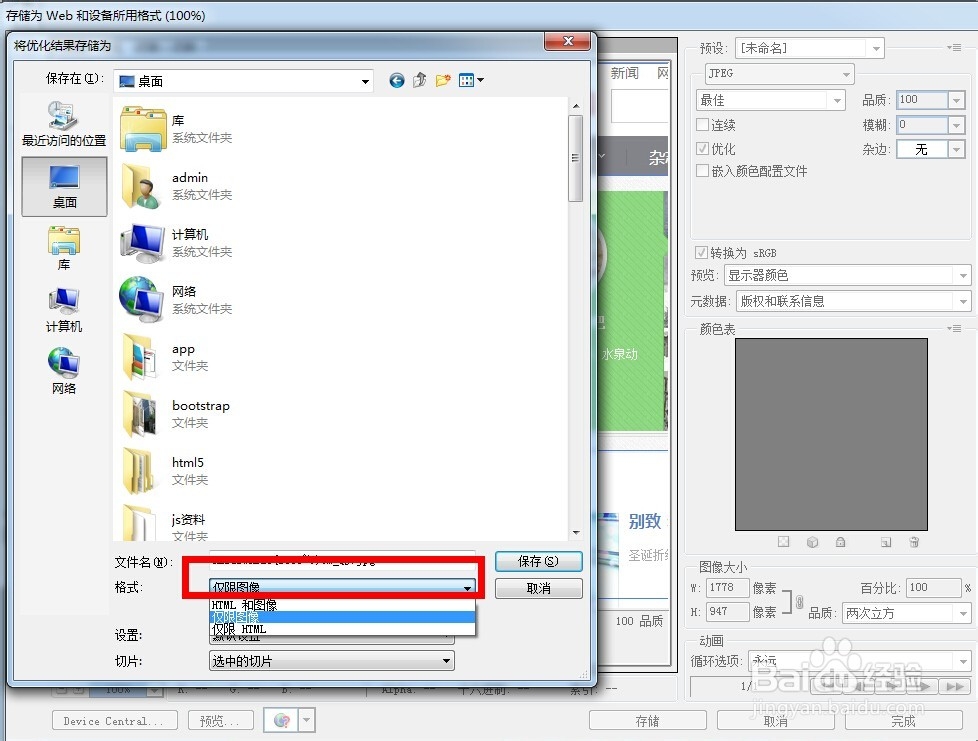 存储为 Web 和设备所用格式 (100%)
将优化结果存储为
保存在(I):
桌面
最近访问的位置
桌面
库
计算机
网络
库
系统文件夹
admin
系统文件夹
计算机
系统文件夹
网络
系统文件夹
app
文件夹
bootstrap
文件夹
html5
文件夹
js资料
文件夹
文件名(N):
保存(S)
格式:
仅限图像
取消
HTML 和图像
仅限图像
仅限 HTML
设置:
默认设置
切片:
选中的切片
新闻
水泉动
别致
圣诞折
100 品质
预设:
[未命名]
JPEG
最佳
品质:
100
连续
模糊:
0
优化
杂边:
无
嵌入颜色配置文件
转换为 sRGB
预览:
显示器颜色
元数据:
版权和联系信息
颜色表
图像大小
W:
1778
像素
百分比:
100
%
H:
947
像素
品质:
两次立方
动画
循环选项:
永远
1/
100%
R:
G:
B:
Alpha: --
十六进制: --
索引: --
Device Central...
预览...
存储
取消
完成
Baidu 经验
jingyan.baidu.com